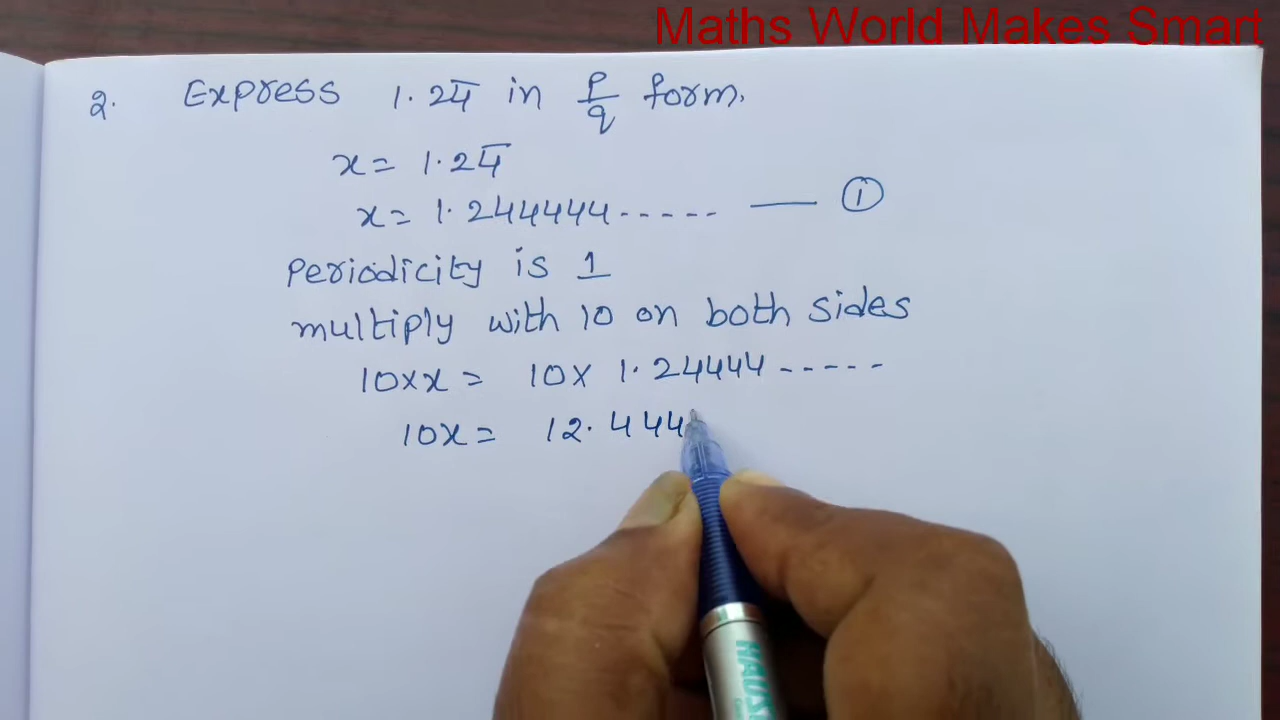 Maths World Makes Smart
2. Express 1.24̅ in p/q form.
x = 1.24̅
x = 1.244444----- — ①
Periodicity is 1
multiply with 10 on both sides
10×x = 10× 1.24444-----
10x = 12.444